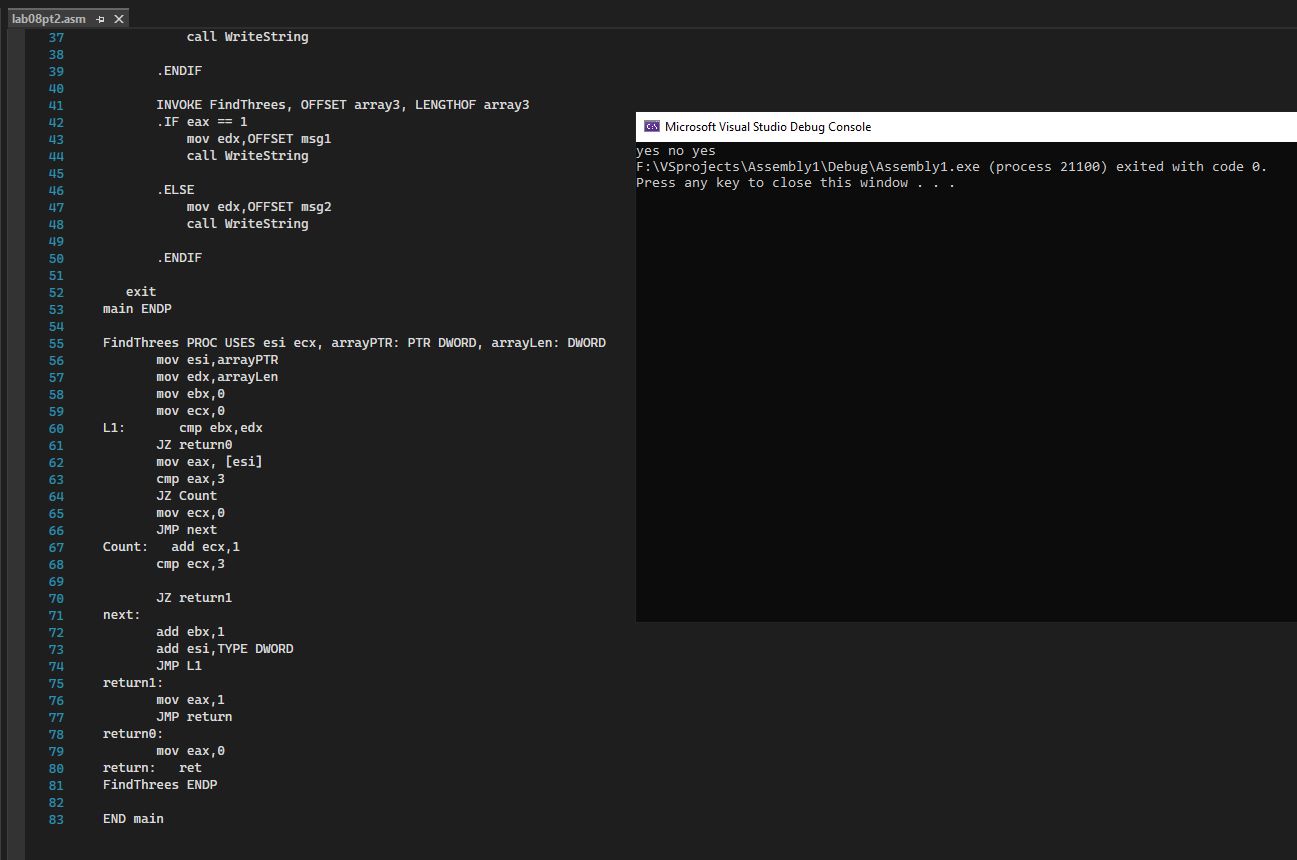 lab08pt2.asm
37 call WriteString
38
39 .ENDIF
40
41 INVOKE FindThrees, OFFSET array3, LENGTHOF array3
42 .IF eax == 1
43 mov edx,OFFSET msg1
44 call WriteString
45
46 .ELSE
47 mov edx,OFFSET msg2
48 call WriteString
49
50 .ENDIF
51
52 exit
53 main ENDP
54
55 FindThrees PROC USES esi ecx, arrayPTR: PTR DWORD, arrayLen: DWORD
56 mov esi,arrayPTR
57 mov edx,arrayLen
58 mov ebx,0
59 mov ecx,0
60 L1: cmp ebx,edx
61 JZ return0
62 mov eax, [esi]
63 cmp eax,3
64 JZ Count
65 mov ecx,0
66 JMP next
67 Count: add ecx,1
68 cmp ecx,3
69
70 JZ return1
71 next:
72 add ebx,1
73 add esi,TYPE DWORD
74 JMP L1
75 return1:
76 mov eax,1
77 JMP return
78 return0:
79 mov eax,0
80 return: ret
81 FindThrees ENDP
82
83 END main
Microsoft Visual Studio Debug Console
yes no yes
F:\VSprojects\Assembly1\Debug\Assembly1.exe (process 21100) exited with code 0.
Press any key to close this window . . .